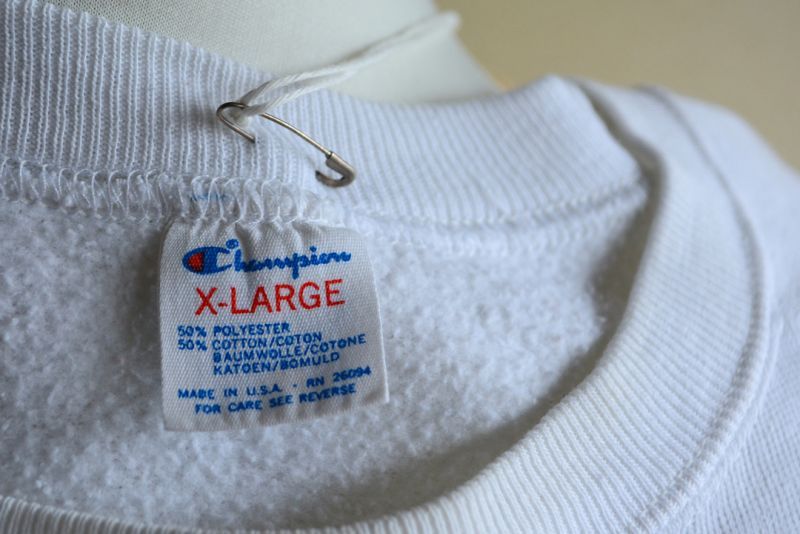 Champion®
X-LARGE
50% POLYESTER
50% COTTON/COTON
BAUMWOLLE/COTONE
KATOEN/BOMULD
MADE IN U.S.A. · RN 26094
FOR CARE SEE REVERSE